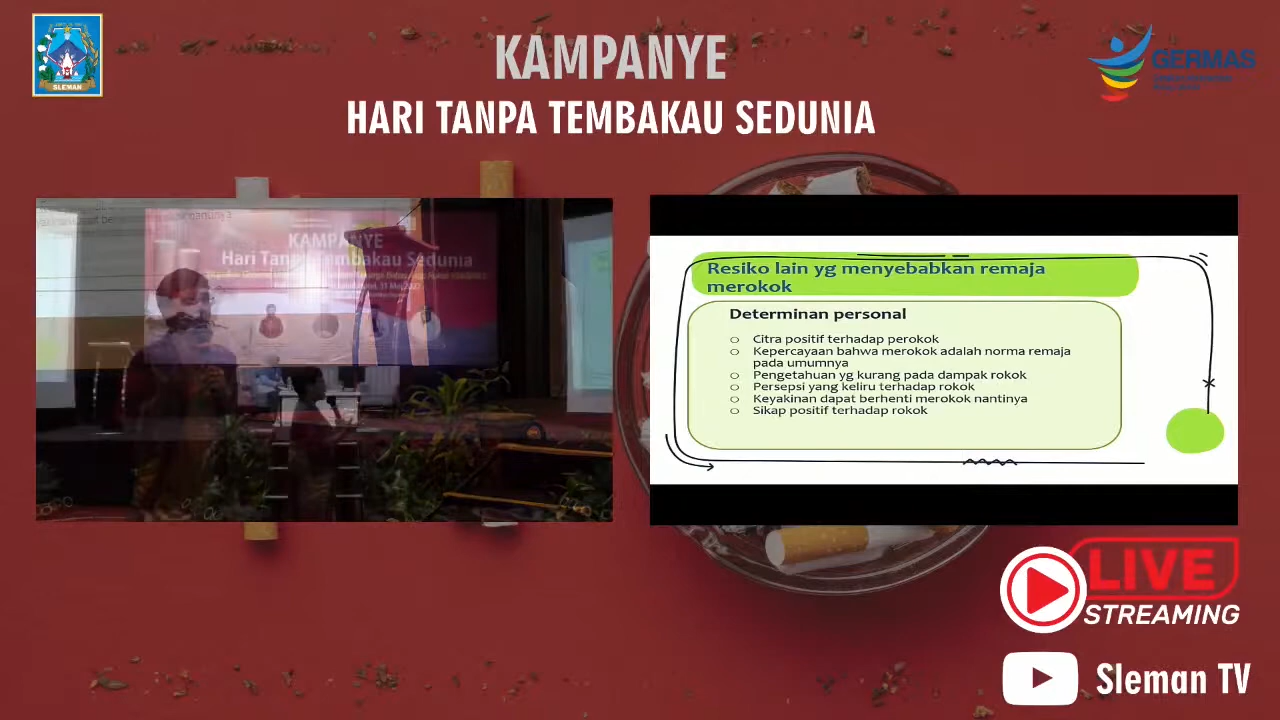 KAMPANYE
HARI TANPA TEMBAKAU SEDUNIA
SLEMAN
GERMAS
KAMPANYE
Hari Tanpa Tembakau Sedunia
Resiko lain yg menyebabkan remaja
merokok
Determinan personal
o Citra positif terhadap perokok
o Kepercayaan bahwa merokok adalah norma remaja
pada umumnya
o Pengetahuan yg kurang pada dampak rokok
o Persepsi yang keliru terhadap rokok
o Keyakinan dapat berhenti merokok nantinya
o Sikap positif terhadap rokok
LIVE
STREAMING
Sleman TV